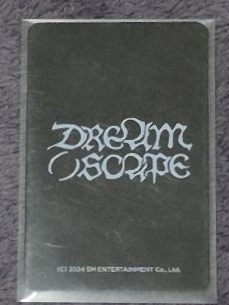 DREAM
SCAPE
(C) 2024 SM ENTERTAINMENT Co., Ltd.